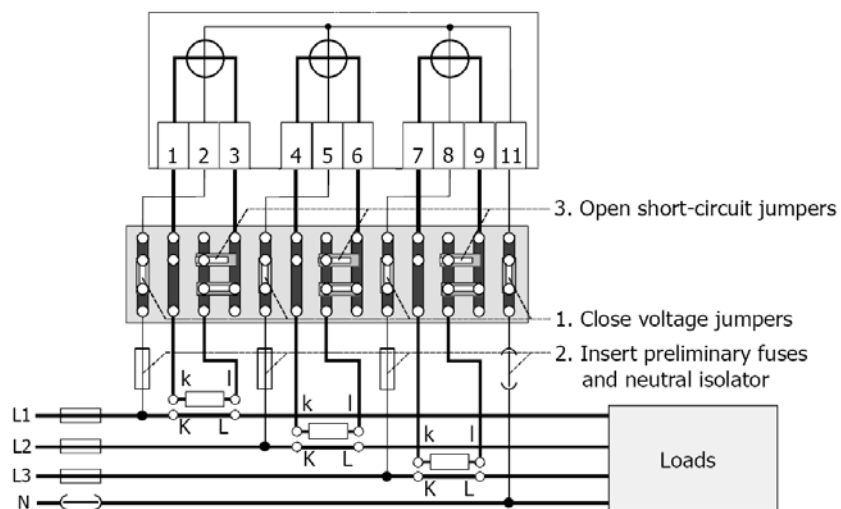 1 2 3 4 5 6 7 8 9 11
3. Open short-circuit jumpers
1. Close voltage jumpers
2. Insert preliminary fuses
and neutral isolator
k l
L1
K L
k l
L2
K L
k l
L3
K L
N
Loads